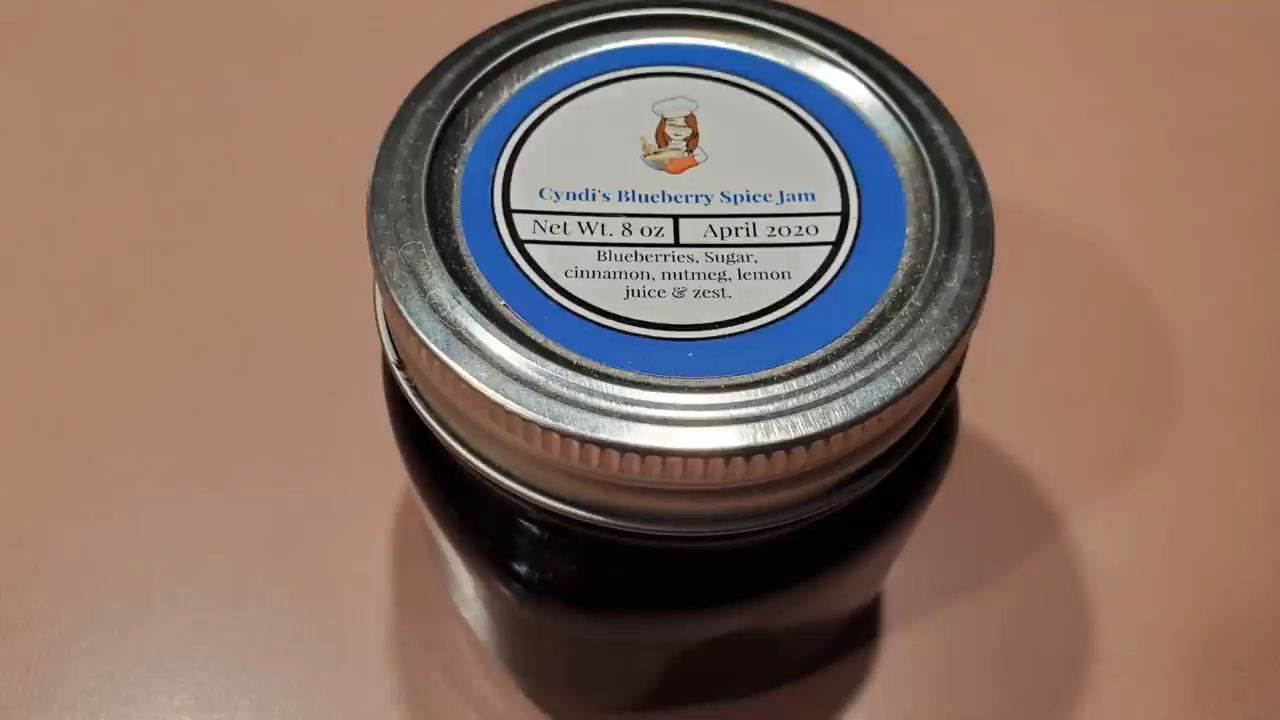 Cyndi's Blueberry Spice Jam
Net Wt. 8 oz
April 2020
Blueberries, Sugar,
cinnamon, nutmeg, lemon
juice & zest.